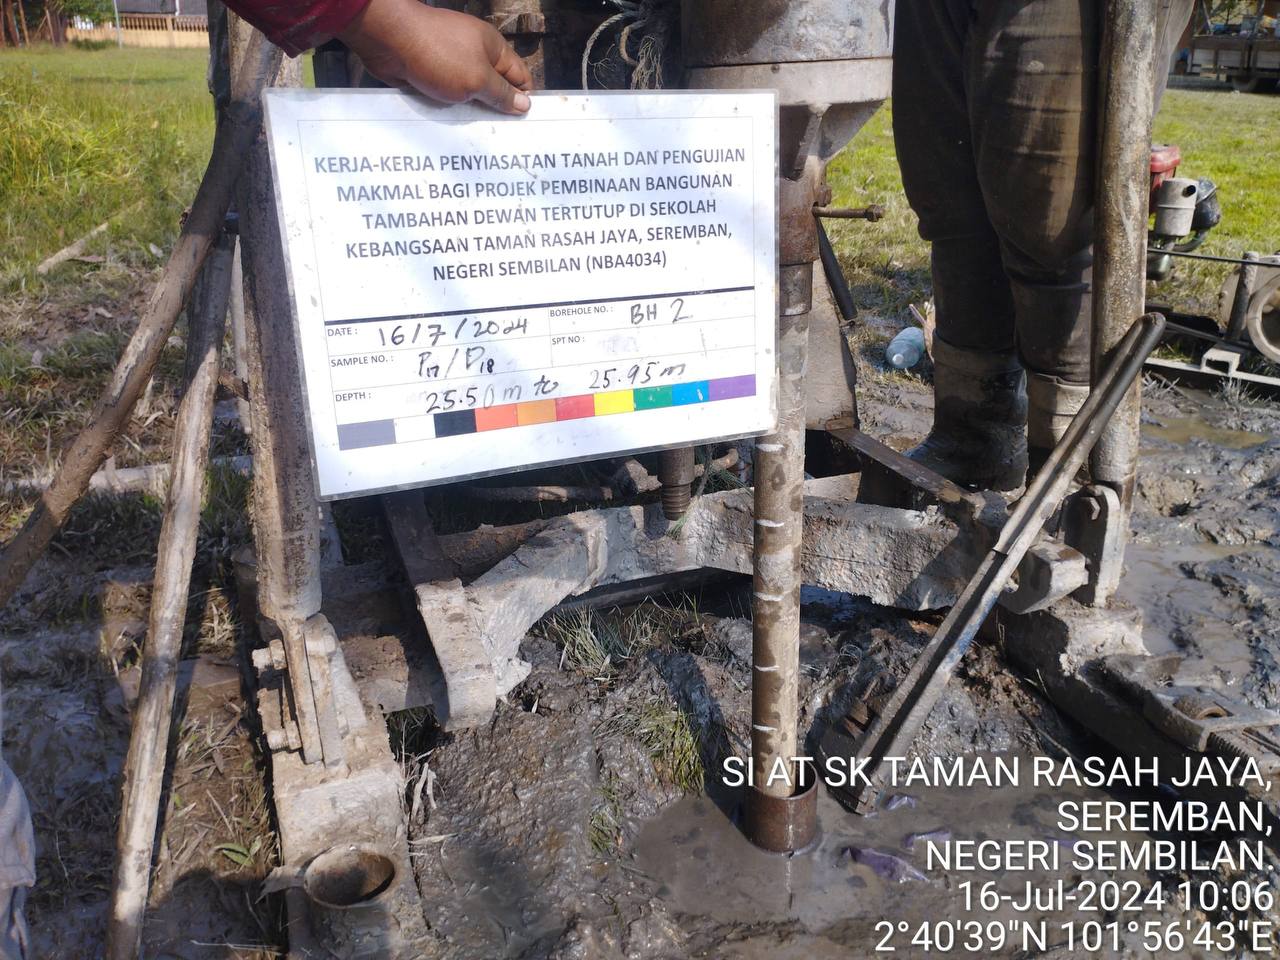 KERJA-KERJA PENYIASATAN TANAH DAN PENGUJIAN
MAKMAL BAGI PROJEK PEMBINAAN BANGUNAN
TAMBAHAN DEWAN TERTUTUP DI SEKOLAH
KEBANGSAAN TAMAN RASAH JAYA, SEREMBAN,
NEGERI SEMBILAN (NBA4034)
DATE : 16/7/2024 BOREHOLE NO. : BH 2
SAMPLE NO. : P17/D18 SPT NO :
DEPTH : 25.50 m to 25.95 m
SI AT SK TAMAN RASAH JAYA,
SEREMBAN,
NEGERI SEMBILAN.
16-Jul-2024 10:06
2°40'39"N 101°56'43"E